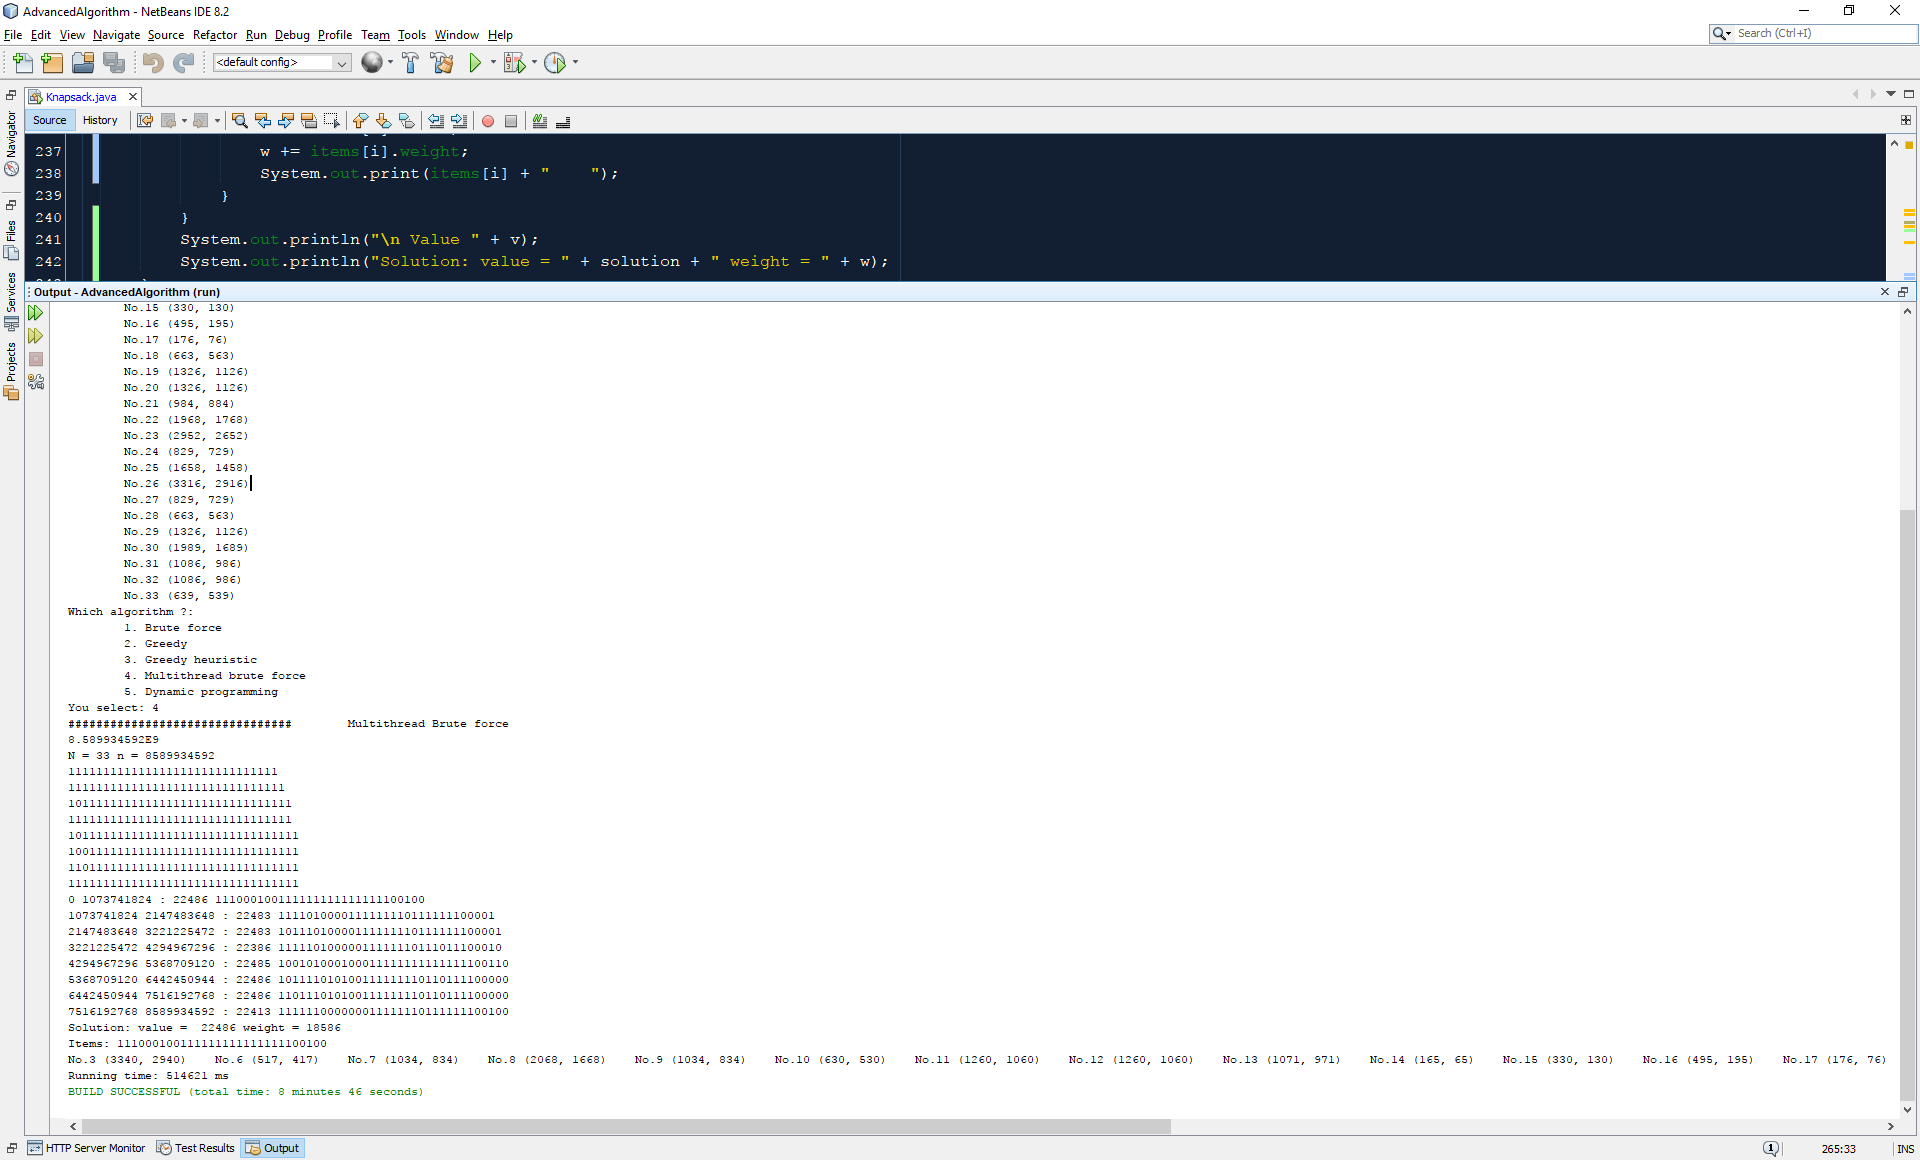 AdvancedAlgorithm - NetBeans IDE 8.2
File Edit View Navigate Source Refactor Run Debug Profile Team Tools Window Help
Search (Ctrl+I)
<default config>
Knapsack.java
Source History
Navigator
Files
Services
Projects
237 w += items[i].weight;
238 System.out.print(items[i] + "    ");
239 }
240 }
241 System.out.println("\n Value " + v);
242 System.out.println("Solution: value = " + solution + " weight = " + w);
Output - AdvancedAlgorithm (run)
No.15 (330, 130)
No.16 (495, 195)
No.17 (176, 76)
No.18 (663, 563)
No.19 (1326, 1126)
No.20 (1326, 1126)
No.21 (984, 884)
No.22 (1968, 1768)
No.23 (2952, 2652)
No.24 (829, 729)
No.25 (1658, 1458)
No.26 (3316, 2916)
No.27 (829, 729)
No.28 (663, 563)
No.29 (1326, 1126)
No.30 (1989, 1689)
No.31 (1086, 986)
No.32 (1086, 986)
No.33 (639, 539)
Which algorithm ?:
1. Brute force
2. Greedy
3. Greedy heuristic
4. Multithread brute force
5. Dynamic programming
You select: 4
################################ Multithread Brute force
8.589934592E9
N = 33 n = 8589934592
111111111111111111111111111111
1111111111111111111111111111111
10111111111111111111111111111111
11111111111111111111111111111111
101111111111111111111111111111111
100111111111111111111111111111111
110111111111111111111111111111111
111111111111111111111111111111111
0 1073741824 : 22486 111000100111111111111111100100
1073741824 2147483648 : 22483 1111010000111111110111111100001
2147483648 3221225472 : 22483 10111010000111111110111111100001
3221225472 4294967296 : 22386 11111010000011111110111011100010
4294967296 5368709120 : 22485 100101000100011111111111111100110
5368709120 6442450944 : 22486 101111010100111111110110111100000
6442450944 7516192768 : 22486 110111010100111111110110111100000
7516192768 8589934592 : 22413 111111000000011111110111111100100
Solution: value =  22486 weight = 18586
Items: 111000100111111111111111100100
No.3 (3340, 2940) No.6 (517, 417) No.7 (1034, 834) No.8 (2068, 1668) No.9 (1034, 834) No.10 (630, 530) No.11 (1260, 1060) No.12 (1260, 1060) No.13 (1071, 971) No.14 (165, 65) No.15 (330, 130) No.16 (495, 195) No.17 (176, 76)
Running time: 514621 ms
BUILD SUCCESSFUL (total time: 8 minutes 46 seconds)
HTTP Server Monitor Test Results Output
1 265:33 INS